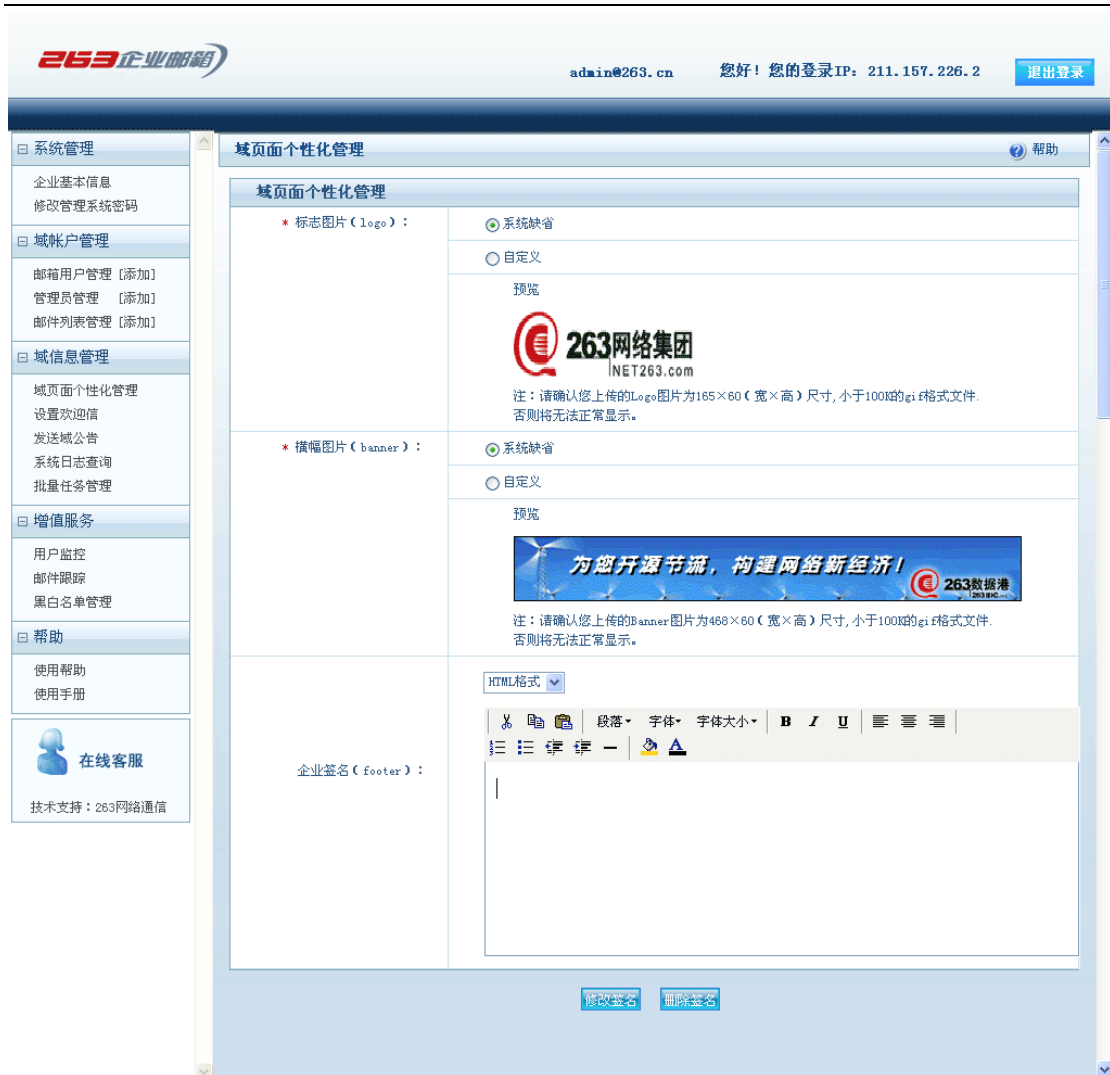 263企业邮箱
admin@263.cn 您好！您的登录IP: 211.157.226.2 退出登录
系统管理
企业基本信息
修改管理系统密码
域帐户管理
邮箱用户管理 [添加]
管理员管理 [添加]
邮件列表管理 [添加]
域信息管理
域页面个性化管理
设置欢迎信
发送域公告
系统日志查询
批量任务管理
增值服务
用户监控
邮件跟踪
黑白名单管理
帮助
使用帮助
使用手册
在线客服
技术支持：263网络通信
域页面个性化管理 帮助
域页面个性化管理
* 标志图片(logo)：
系统缺省
自定义
预览
263网络集团
NET263.com
注：请确认您上传的Logo图片为165×60(宽×高)尺寸,小于100K的gif格式文件.
否则将无法正常显示。
* 横幅图片(banner)：
系统缺省
自定义
预览
为您开源节流，构建网络新经济！
263数据港
注：请确认您上传的Banner图片为468×60(宽×高)尺寸,小于100K的gif格式文件.
否则将无法正常显示。
企业签名(footer)：
HTML格式
段落 字体 字体大小 B I U
A
修改签名 删除签名